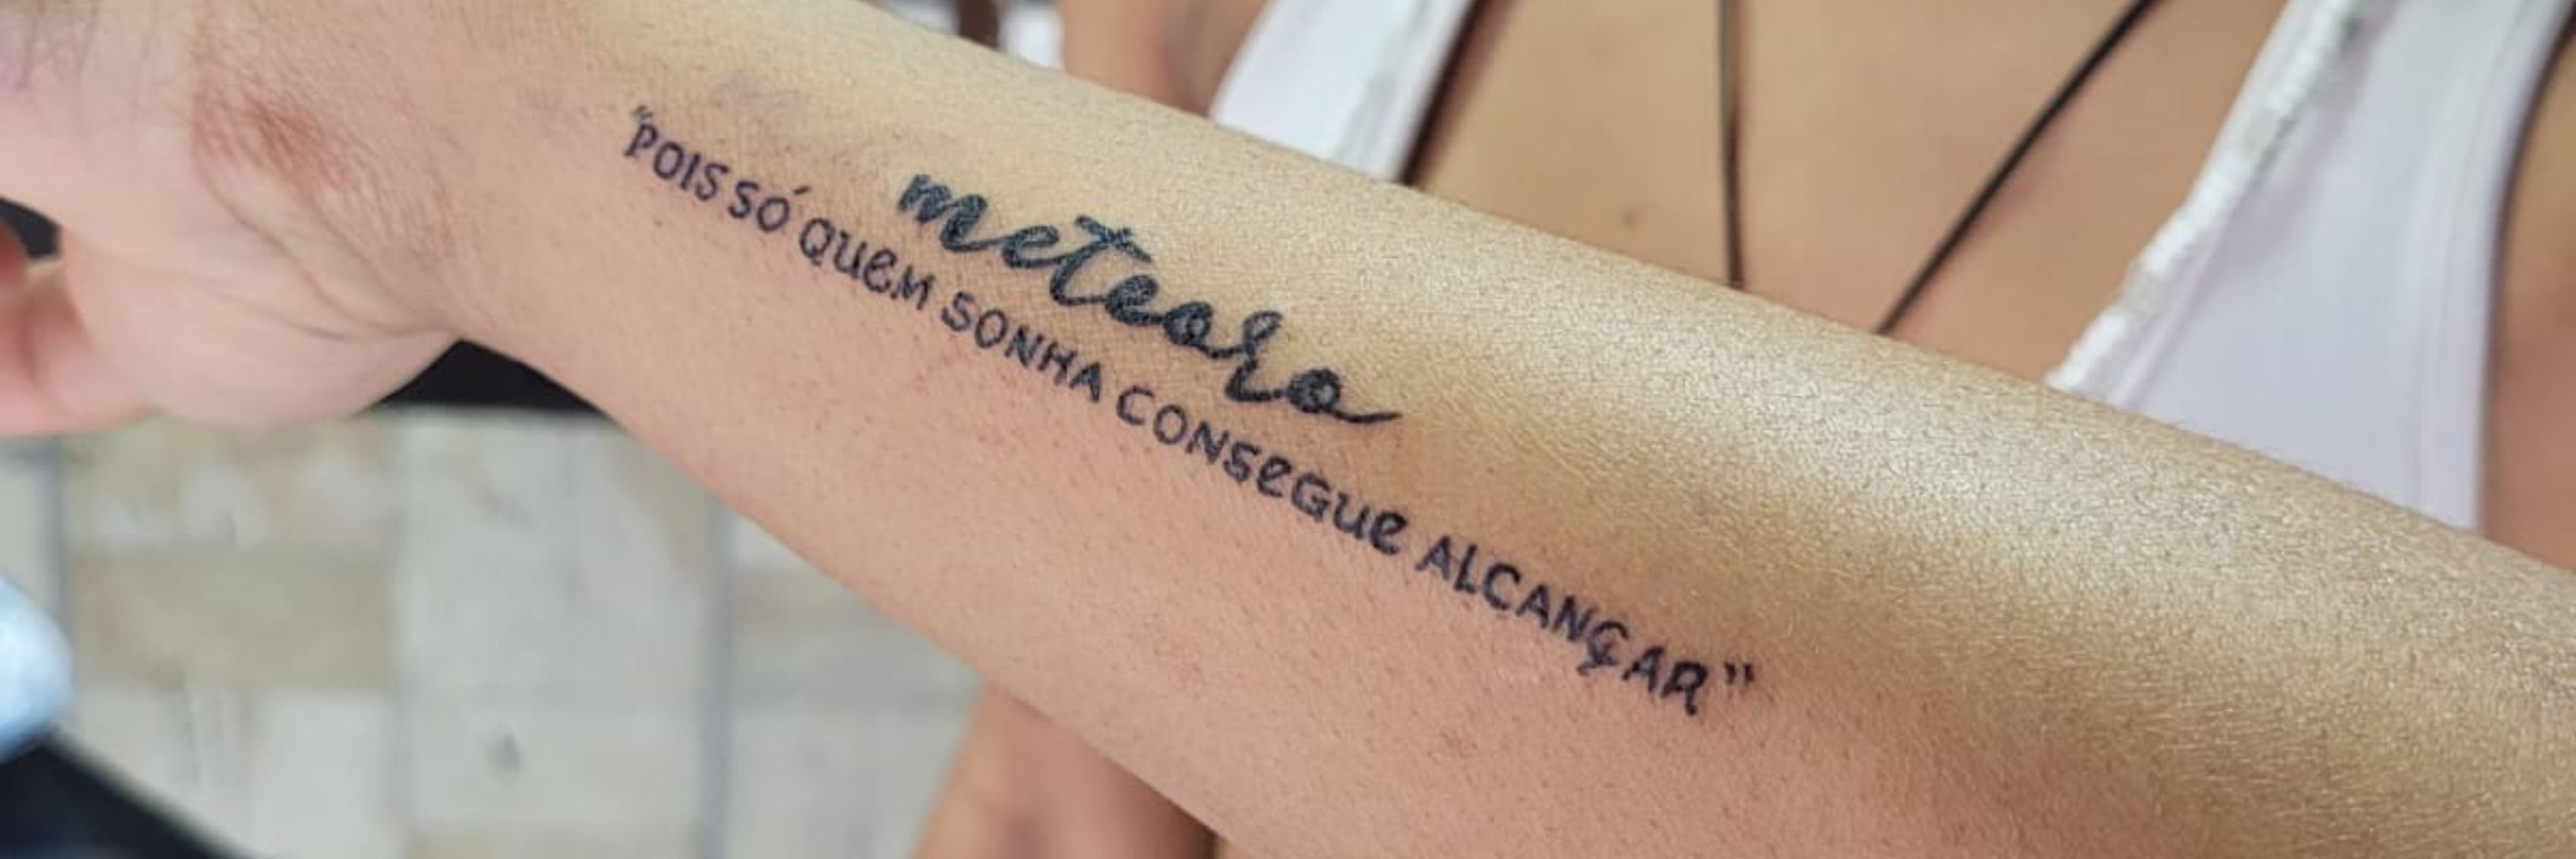 meteoro
"POIS SÓ QUEM SONHA CONSEGUE ALCANÇAR"